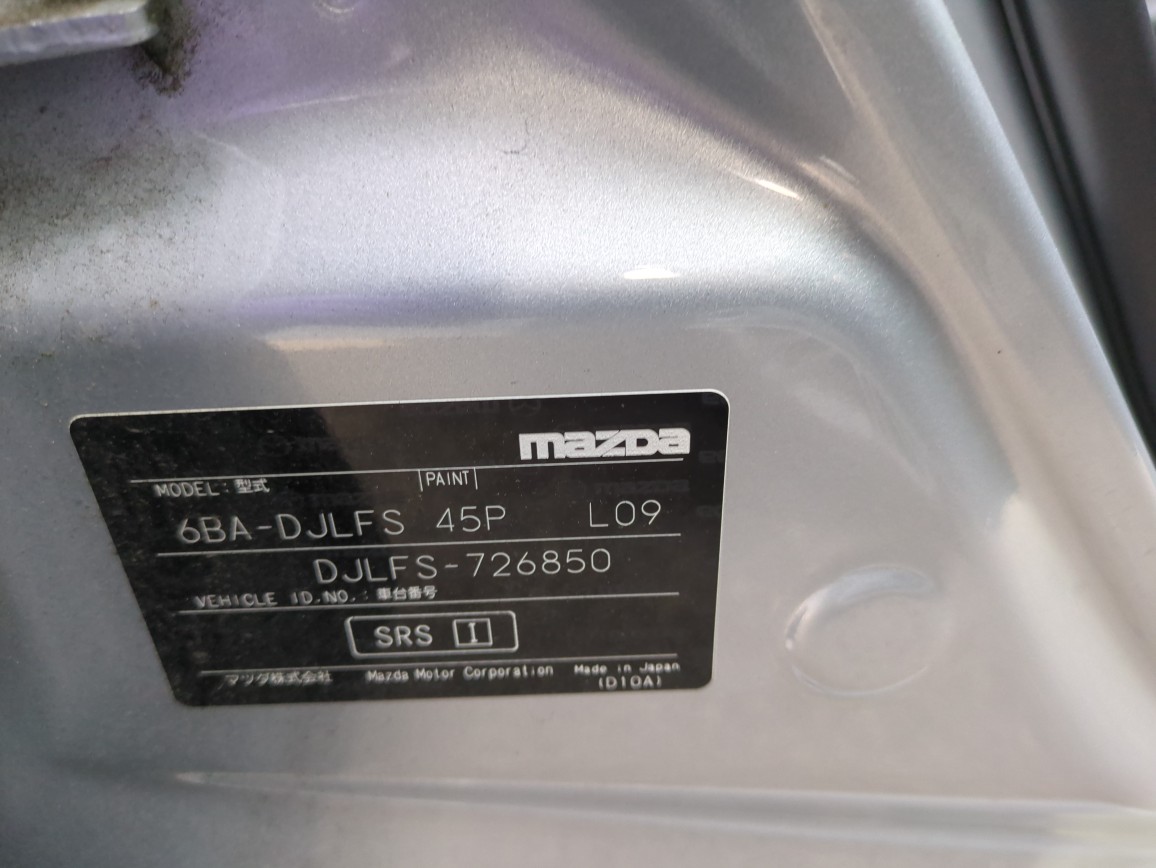 mazda
MODEL:型式 PAINT
6BA-DJLFS 45P L09
DJLFS-726850
VEHICLE ID.NO.:車台番号
SRS I
マツダ株式会社 Mazda Motor Corporation Made in Japan
(D10A)